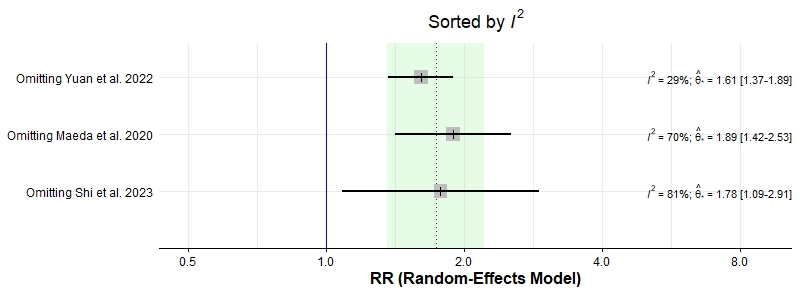 Sorted by I²
Omitting Yuan et al. 2022 I² = 29%; θ̂* = 1.61 [1.37-1.89]
Omitting Maeda et al. 2020 I² = 70%; θ̂* = 1.89 [1.42-2.53]
Omitting Shi et al. 2023 I² = 81%; θ̂* = 1.78 [1.09-2.91]
0.5 1.0 2.0 4.0 8.0
RR (Random-Effects Model)